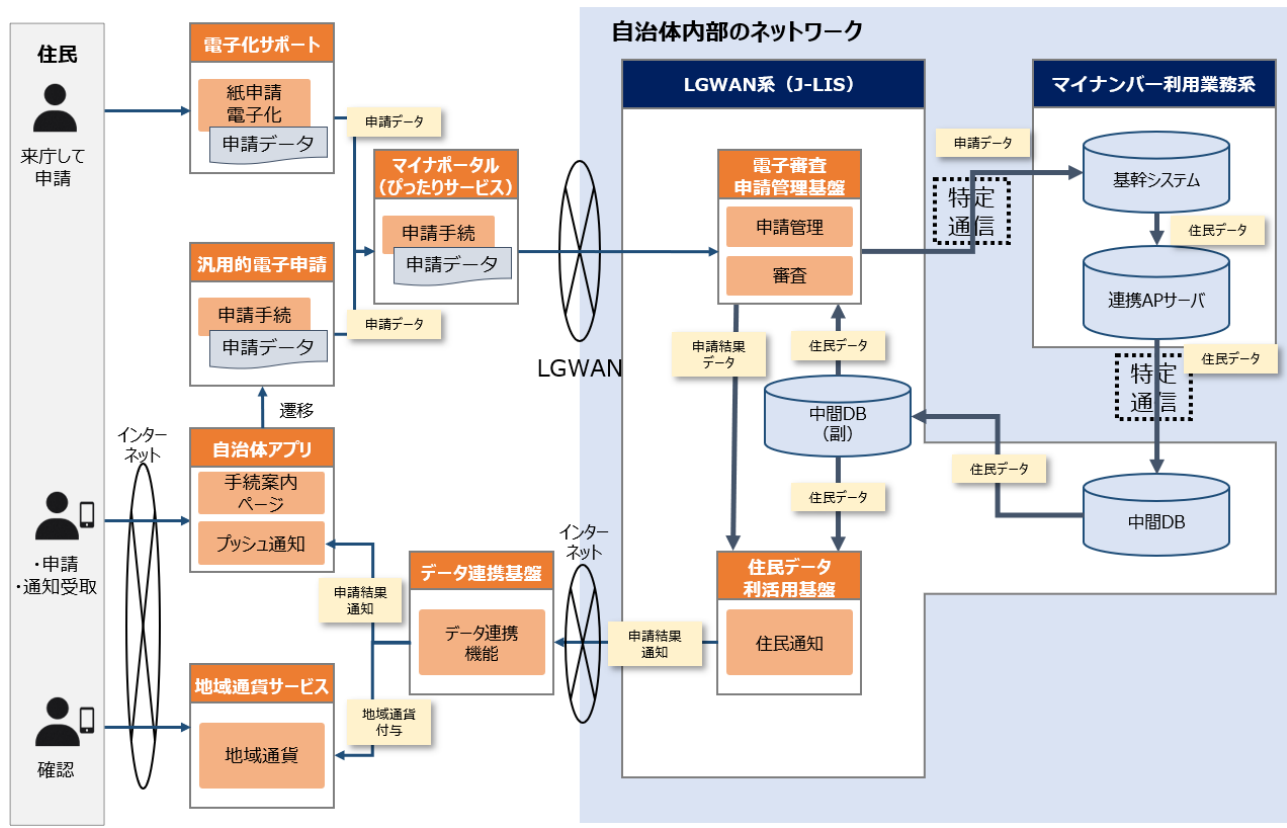 自治体内部のネットワーク
住民
来庁して
申請
・申請
・通知受取
確認
電子化サポート
紙申請
電子化
申請データ
申請データ
汎用的電子申請
申請手続
申請データ
申請データ
遷移
マイナポータル
（ぴったりサービス）
申請手続
申請データ
LGWAN
インター
ネット
自治体アプリ
手続案内
ページ
プッシュ通知
申請結果
通知
地域通貨サービス
地域通貨
地域通貨
付与
データ連携基盤
データ連携
機能
インター
ネット
申請結果
通知
LGWAN系（J-LIS）
電子審査
申請管理基盤
申請管理
審査
申請結果
データ
住民データ
中間DB
（副）
住民データ
住民データ
利活用基盤
住民通知
マイナンバー利用業務系
申請データ
特定
通信
基幹システム
住民データ
連携APサーバ
住民データ
特定
通信
住民データ
中間DB